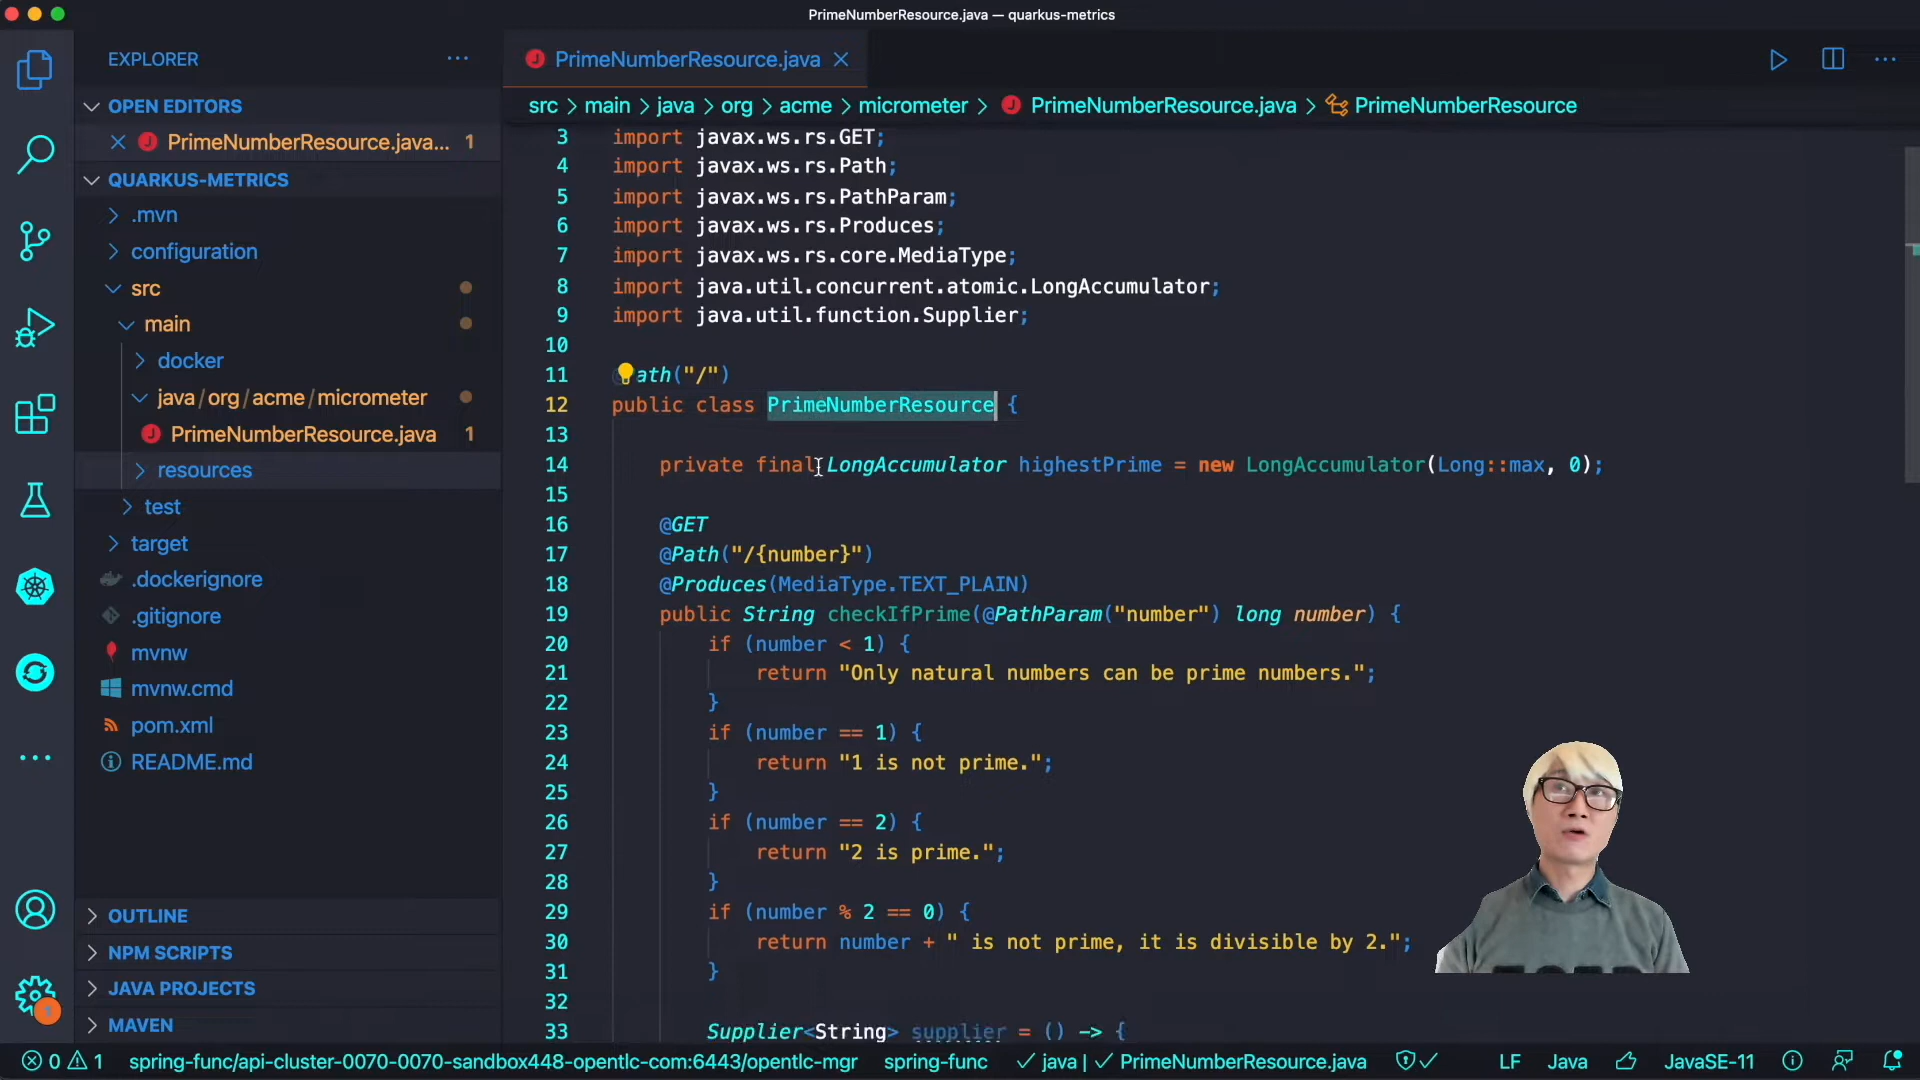 PrimeNumberResource.java — quarkus-metrics
EXPLORER
OPEN EDITORS
PrimeNumberResource.java... 1
QUARKUS-METRICS
.mvn
configuration
src
main
docker
java/org/acme/micrometer
PrimeNumberResource.java 1
resources
test
target
.dockerignore
.gitignore
mvnw
mvnw.cmd
pom.xml
README.md
OUTLINE
NPM SCRIPTS
JAVA PROJECTS
MAVEN
PrimeNumberResource.java
src > main > java > org > acme > micrometer > PrimeNumberResource.java > PrimeNumberResource
3 import javax.ws.rs.GET;
4 import javax.ws.rs.Path;
5 import javax.ws.rs.PathParam;
6 import javax.ws.rs.Produces;
7 import javax.ws.rs.core.MediaType;
8 import java.util.concurrent.atomic.LongAccumulator;
9 import java.util.function.Supplier;
10
11 ath("/")
12 public class PrimeNumberResource {
13
14 private final LongAccumulator highestPrime = new LongAccumulator(Long::max, 0);
15
16 @GET
17 @Path("/{number}")
18 @Produces(MediaType.TEXT_PLAIN)
19 public String checkIfPrime(@PathParam("number") long number) {
20 if (number < 1) {
21 return "Only natural numbers can be prime numbers.";
22 }
23 if (number == 1) {
24 return "1 is not prime.";
25 }
26 if (number == 2) {
27 return "2 is prime.";
28 }
29 if (number % 2 == 0) {
30 return number + " is not prime, it is divisible by 2.";
31 }
32
33 Supplier<String> supplier = () -> {
0 1 spring-func/api-cluster-0070-0070-sandbox448-opentlc-com:6443/opentlc-mgr spring-func java | PrimeNumberResource.java LF Java JavaSE-11